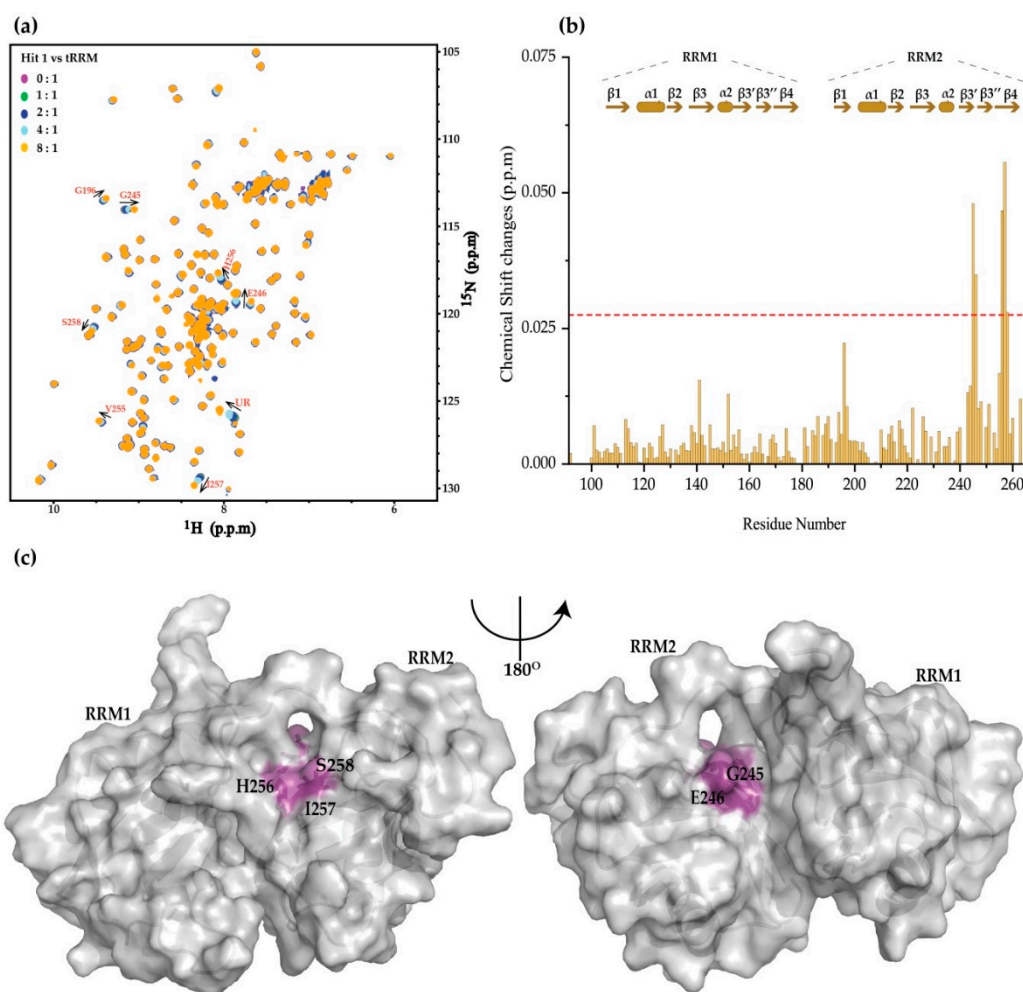 (a)
Hit 1 vs tRRM
0 : 1
1 : 1
2 : 1
4 : 1
8 : 1
G196
G245
H256
E246
S258
V255
UR
I257
105
110
115
120
125
130
¹⁵N (p.p.m)
10
8
6
¹H (p.p.m)
(b)
RRM1
RRM2
β1 α1 β2 β3 α2 β3' β3'' β4
β1 α1 β2 β3 α2 β3' β3'' β4
Chemical Shift changes (p.p.m)
0.075
0.050
0.025
0.000
100 120 140 160 180 200 220 240 260
Residue Number
(c)
RRM1
RRM2
H256
S258
I257
180°
RRM2
RRM1
G245
E246